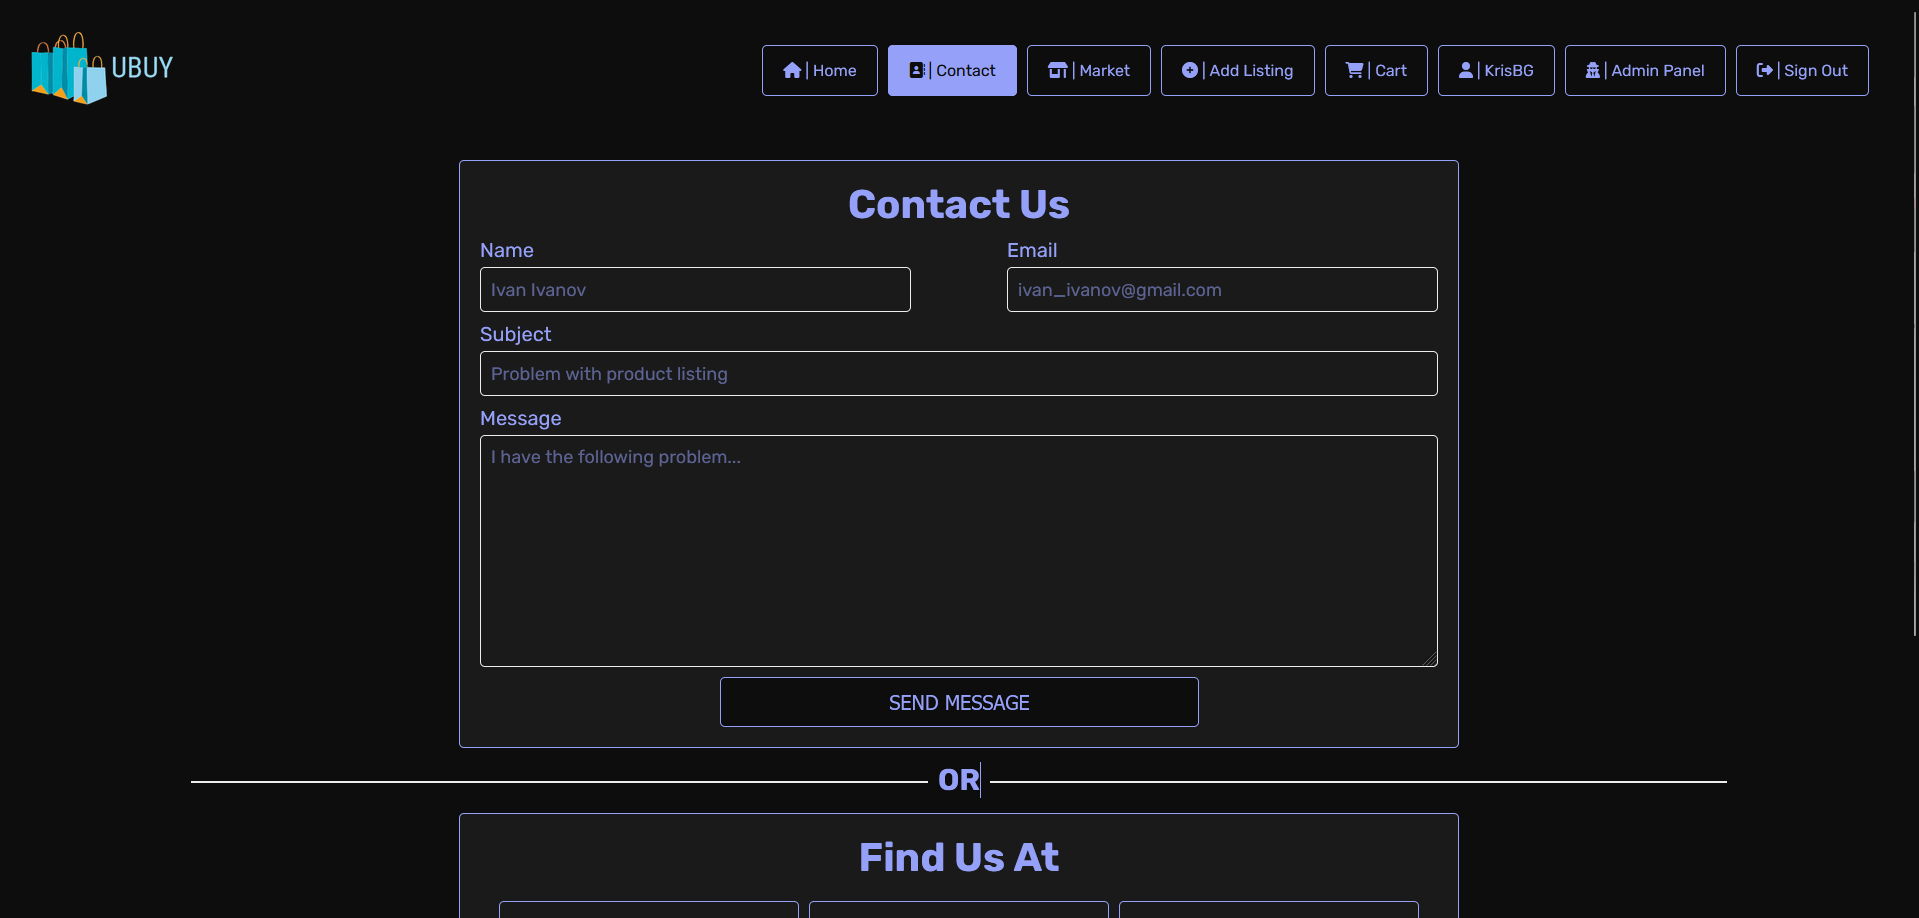 UBUY
| Home
| Contact
| Market
| Add Listing
| Cart
| KrisBG
| Admin Panel
| Sign Out
Contact Us
Name
Email
Ivan Ivanov
ivan_ivanov@gmail.com
Subject
Problem with product listing
Message
I have the following problem...
SEND MESSAGE
OR
Find Us At